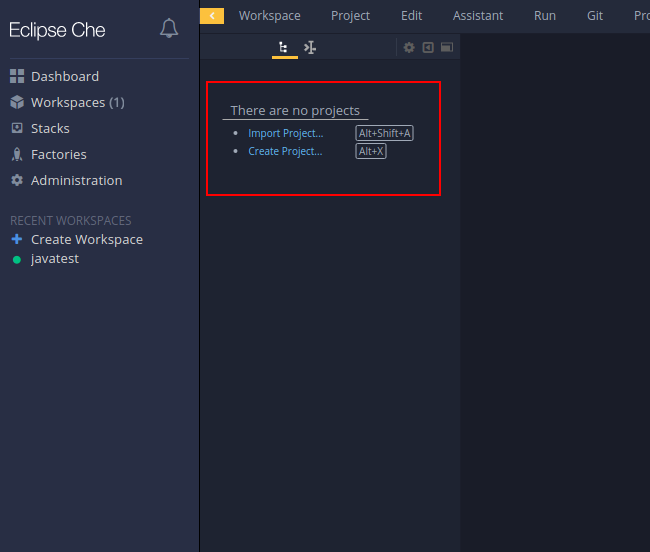 Eclipse Che
Dashboard
Workspaces (1)
Stacks
Factories
Administration
RECENT WORKSPACES
Create Workspace
javatest
Workspace Project Edit Assistant Run Git
There are no projects
Import Project... Alt+Shift+A
Create Project... Alt+X